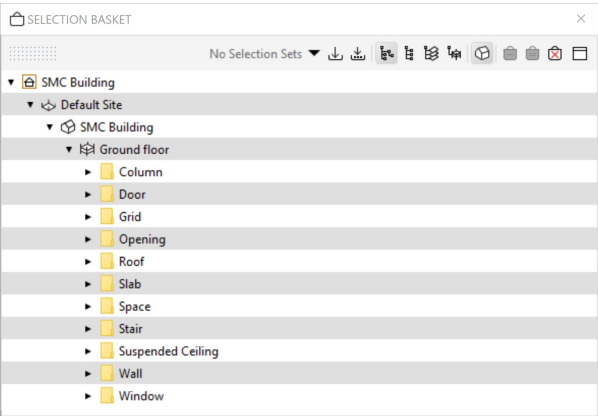 SELECTION BASKET
No Selection Sets
SMC Building
Default Site
SMC Building
Ground floor
Column
Door
Grid
Opening
Roof
Slab
Space
Stair
Suspended Ceiling
Wall
Window